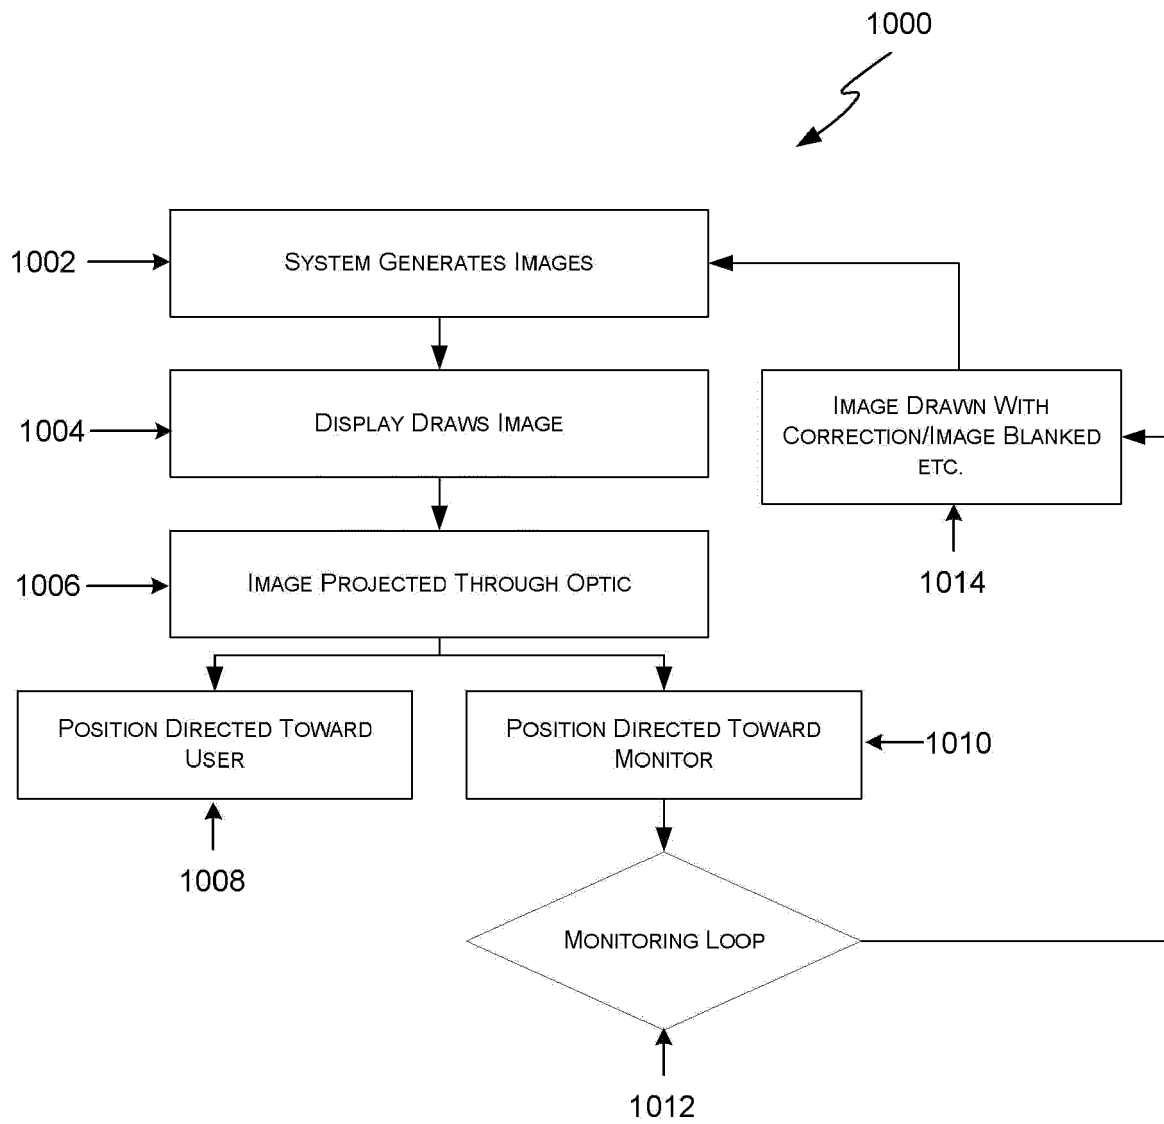 1000
1002
SYSTEM GENERATES IMAGES
1004
DISPLAY DRAWS IMAGE
IMAGE DRAWN WITH
CORRECTION/IMAGE BLANKED
ETC.
1014
1006
IMAGE PROJECTED THROUGH OPTIC
POSITION DIRECTED TOWARD
USER
1008
POSITION DIRECTED TOWARD
MONITOR
1010
MONITORING LOOP
1012